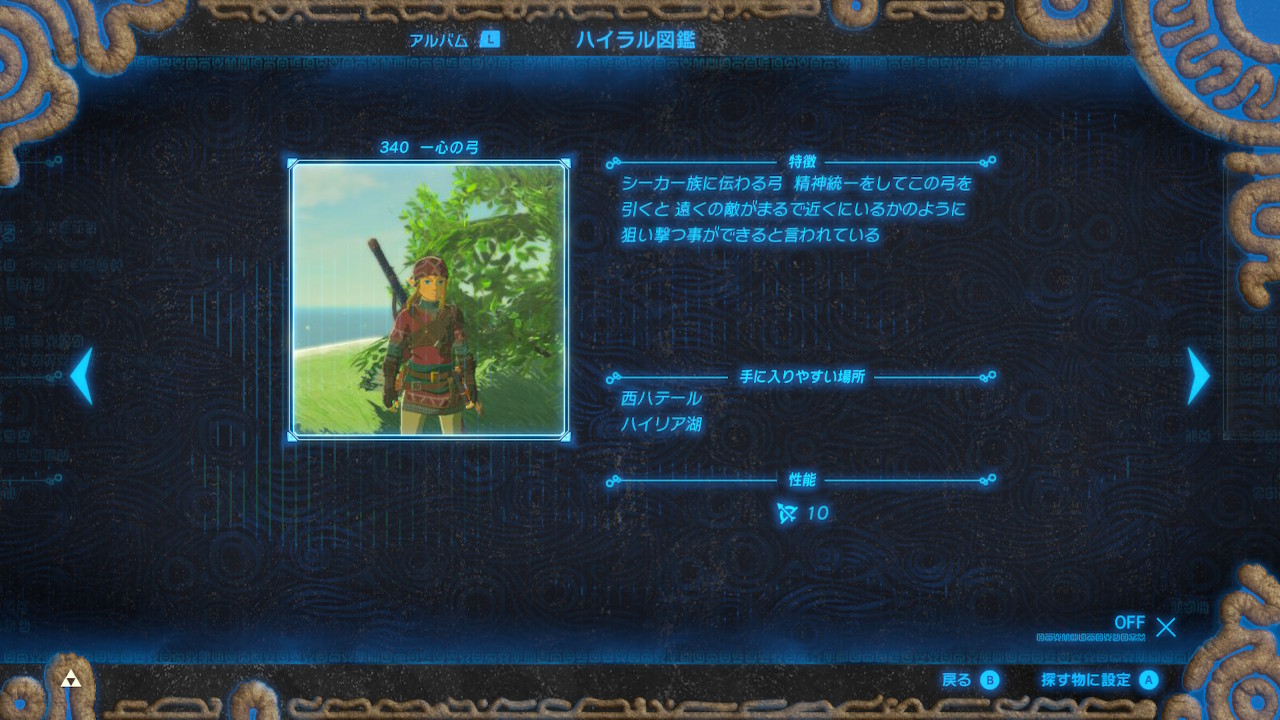 アルバム L
ハイラル図鑑
340 一心の弓
特徴
シーカー族に伝わる弓 精神統一をしてこの弓を
引くと 遠くの敵がまるで近くにいるかのように
狙い撃つ事ができると言われている
手に入りやすい場所
西ハテール
ハイリア湖
性能
10
OFF
戻る B
探す物に設定 A